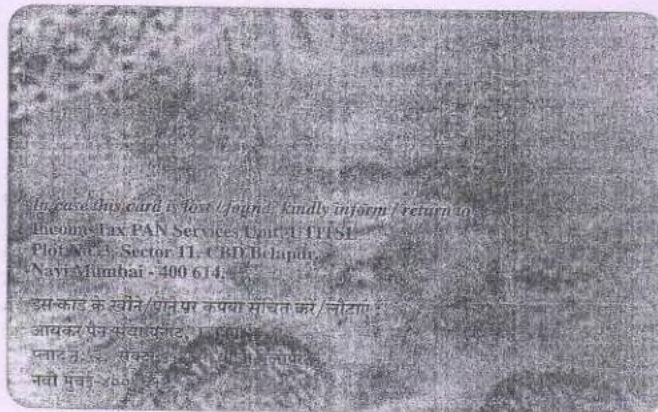 In case this card is lost / found, kindly inform / return to :
Income Tax PAN Services Unit, UTITSL
Plot No. 3, Sector 11, CBD Belapur,
Navi Mumbai - 400 614.
इस कार्ड के खोने/पाने पर कृपया सूचित करें/लौटाएं :
आयकर पैन सेवा यूनिट,
प्लाट नं
नवी मुंबई